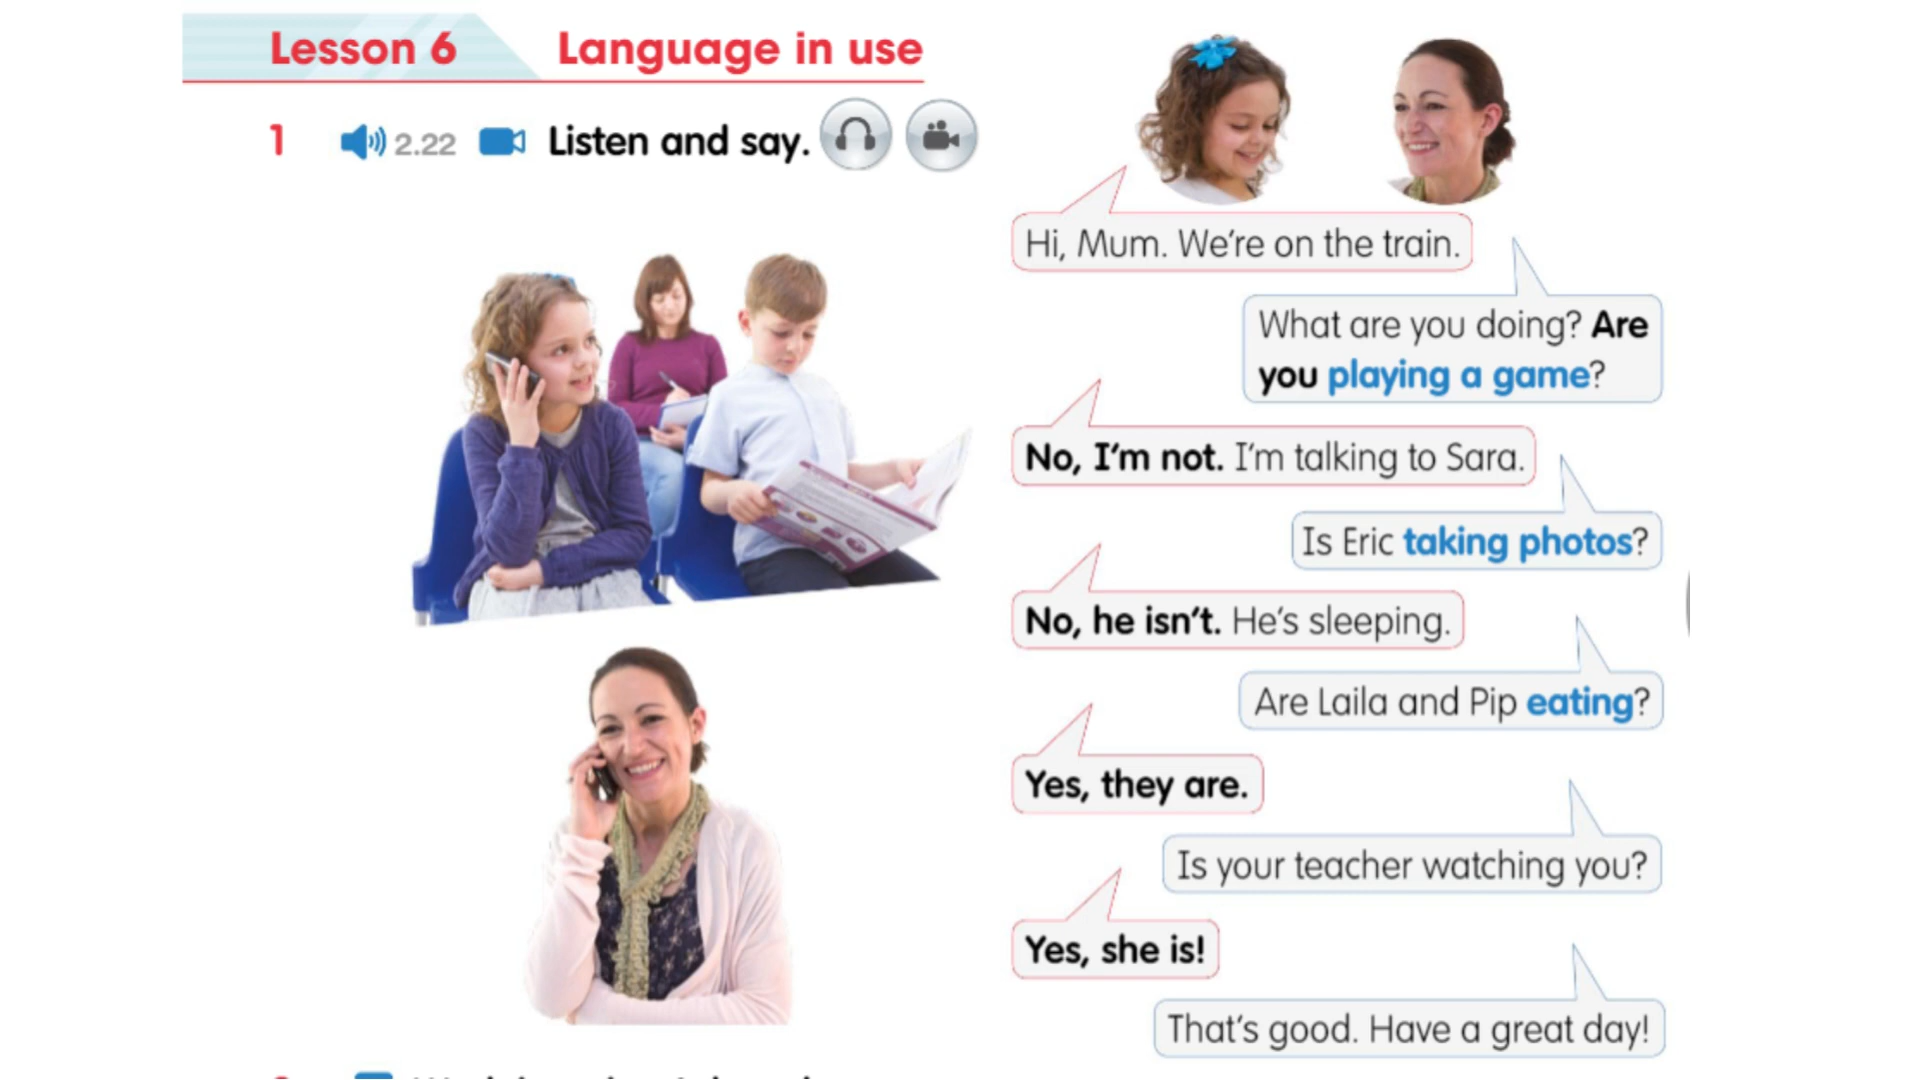 Lesson 6 Language in use
1 2.22 Listen and say.
Hi, Mum. We're on the train.
What are you doing? Are
you playing a game?
No, I'm not. I'm talking to Sara.
Is Eric taking photos?
No, he isn't. He's sleeping.
Are Laila and Pip eating?
Yes, they are.
Is your teacher watching you?
Yes, she is!
That's good. Have a great day!